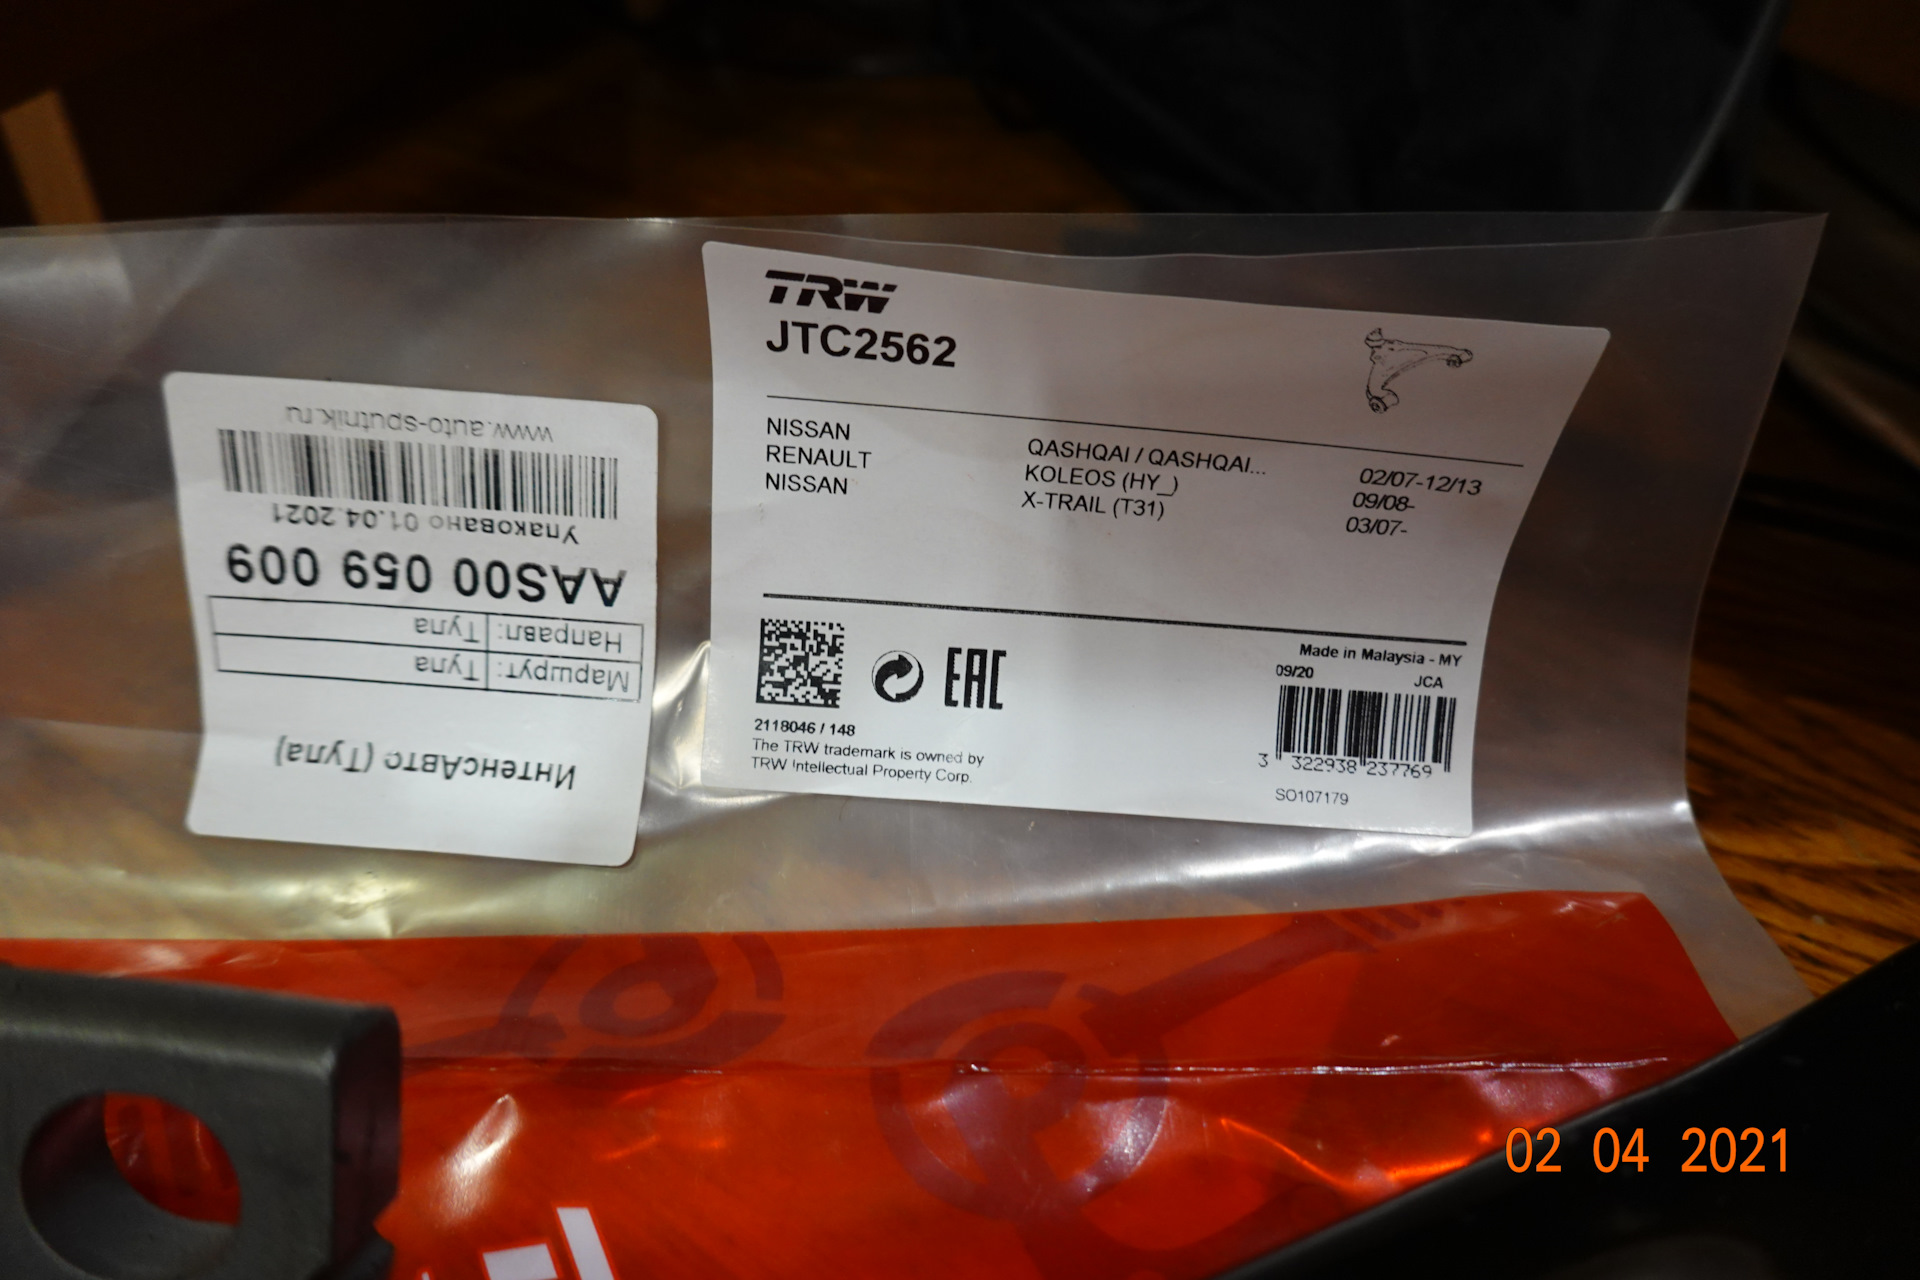 TRW
JTC2562
NISSAN QASHQAI / QASHQAI... 02/07-12/13
RENAULT KOLEOS (HY_) 09/08-
NISSAN X-TRAIL (T31) 03/07-
EAC
2118046 / 148
The TRW trademark is owned by
TRW Intellectual Property Corp.
Made in Malaysia - MY
09/20 JCA
3 322938 237769
SO107179
ИнтенсАвто (Тула)
Маршрут: Тула
Направл: Тула
AAS00 059 009
Упаковано 01.04.2021
www.auto-sputnik.ru
02 04 2021